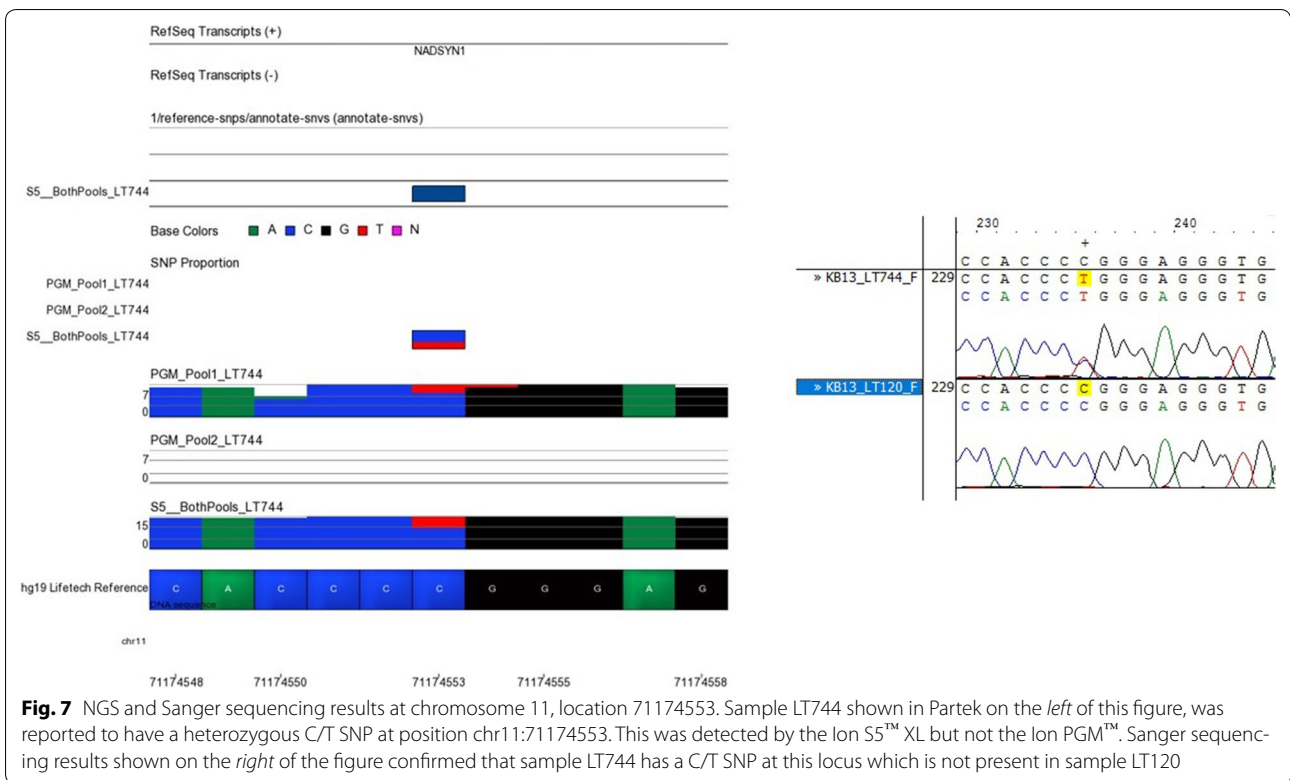 RefSeq Transcripts (+)
NADSYN1
RefSeq Transcripts (-)
1/reference-snps/annotate-snvs (annotate-snvs)
S5__BothPools_LT744
Base Colors A C G T N
SNP Proportion
PGM_Pool1_LT744
PGM_Pool2_LT744
S5__BothPools_LT744
PGM_Pool1_LT744
7
0
PGM_Pool2_LT744
7
0
S5__BothPools_LT744
15
0
hg19 Lifetech Reference C A C C C C G G G A G
DNA sequence
chr11
71174548 71174550 71174553 71174555 71174558
230 240
+
C C A C C C C G G G A G G G T G
» KB13_LT744_F 229 C C A C C C T G G G A G G G T G
C C A C C C T G G G A G G G T G
» KB13_LT120_F 229 C C A C C C C G G G A G G G T G
C C A C C C C G G G A G G G T G
Fig. 7 NGS and Sanger sequencing results at chromosome 11, location 71174553. Sample LT744 shown in Partek on the left of this figure, was
reported to have a heterozygous C/T SNP at position chr11:71174553. This was detected by the Ion S5™ XL but not the Ion PGM™. Sanger sequenc-
ing results shown on the right of the figure confirmed that sample LT744 has a C/T SNP at this locus which is not present in sample LT120